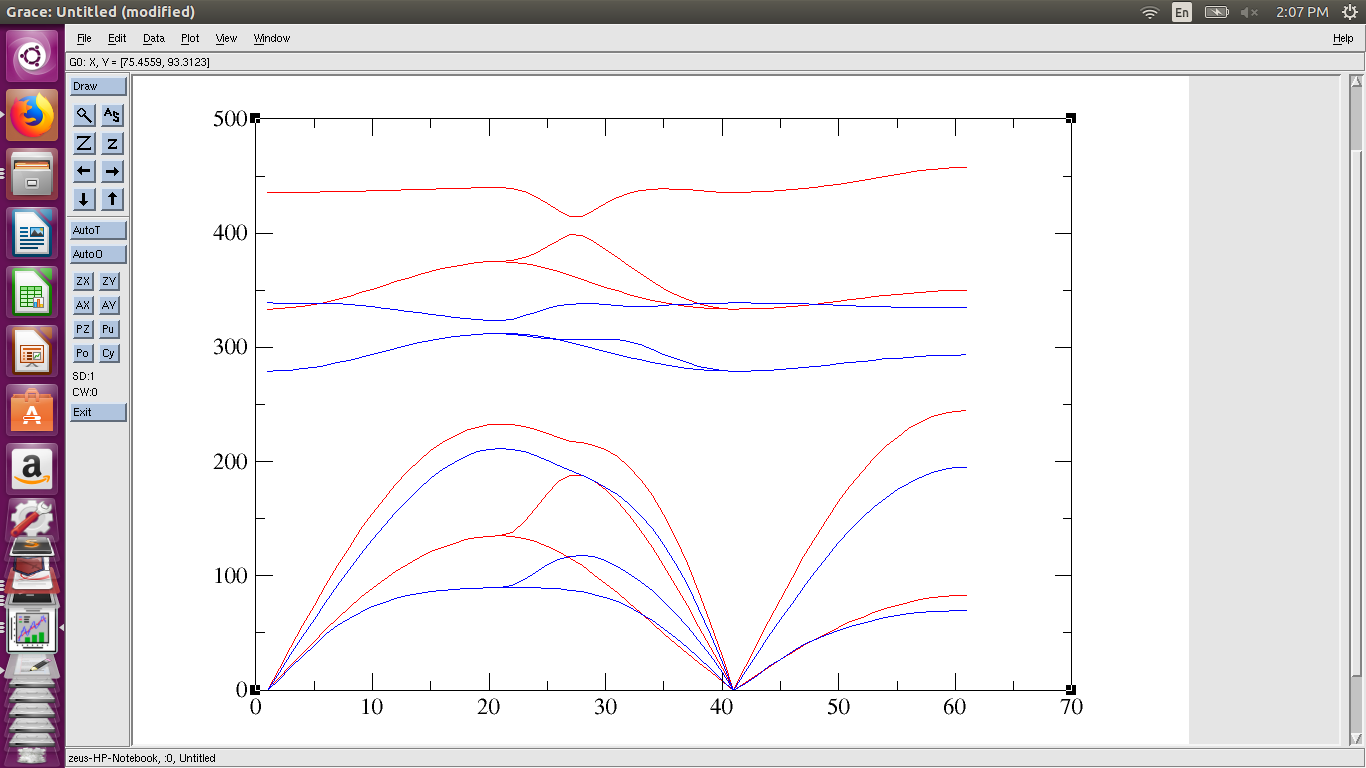 Grace: Untitled (modified)
En
2:07 PM
File Edit Data Plot View Window Help
G0: X, Y = [75.4559, 93.3123]
Draw
AS
Z z
AutoT
AutoO
ZX ZY
AX AY
PZ Pu
Po Cy
SD:1
CW:0
Exit
500
400
300
200
100
0
0 10 20 30 40 50 60 70
zeus-HP-Notebook, :0, Untitled